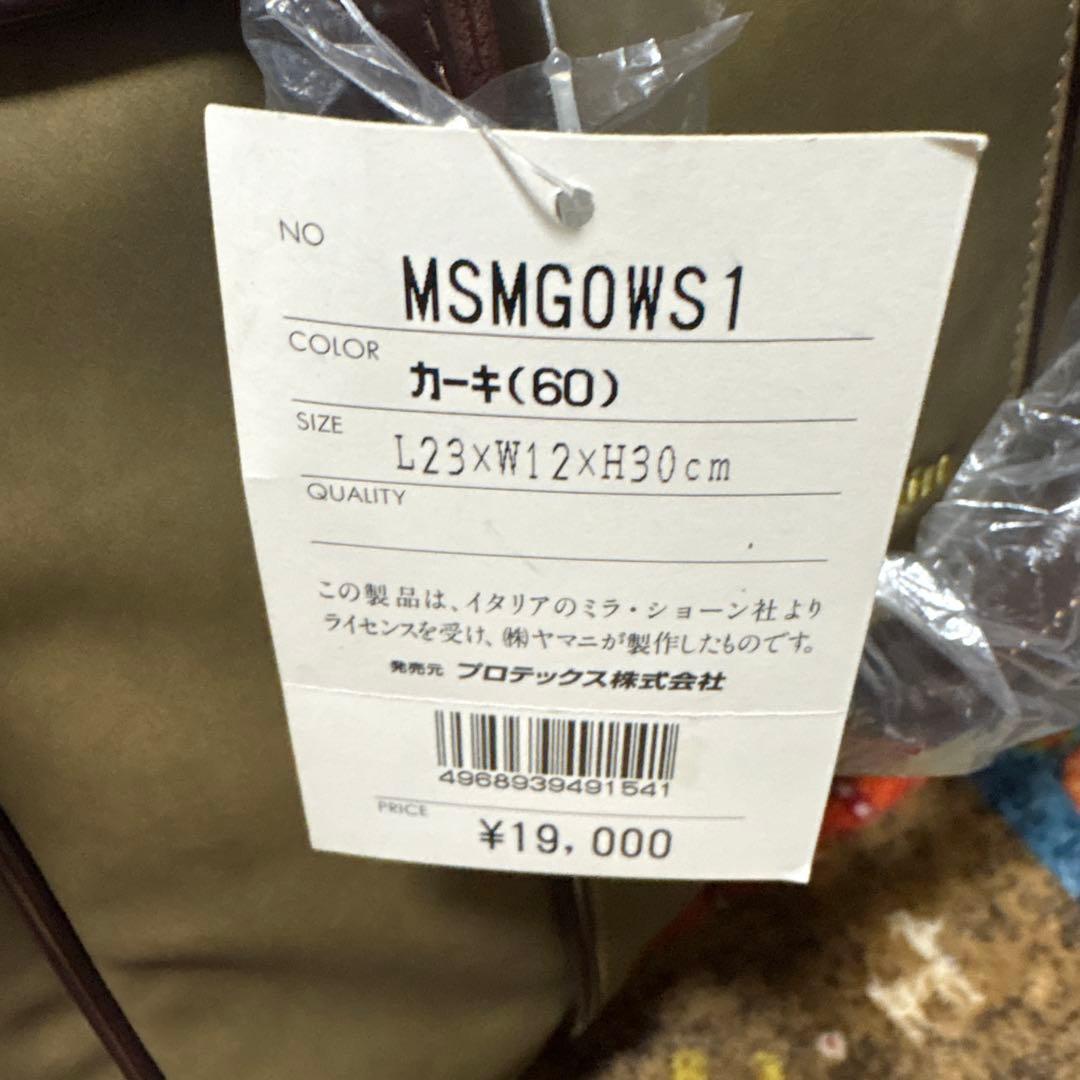 NO
MSMGOWS1
COLOR
カーキ(60)
SIZE
L23×W12×H30cm
QUALITY
この製品は、イタリアのミラ・ショーン社より
ライセンスを受け、㈱ヤマニが製作したものです。
発売元 プロテックス株式会社
4968939491541
PRICE
¥19,000